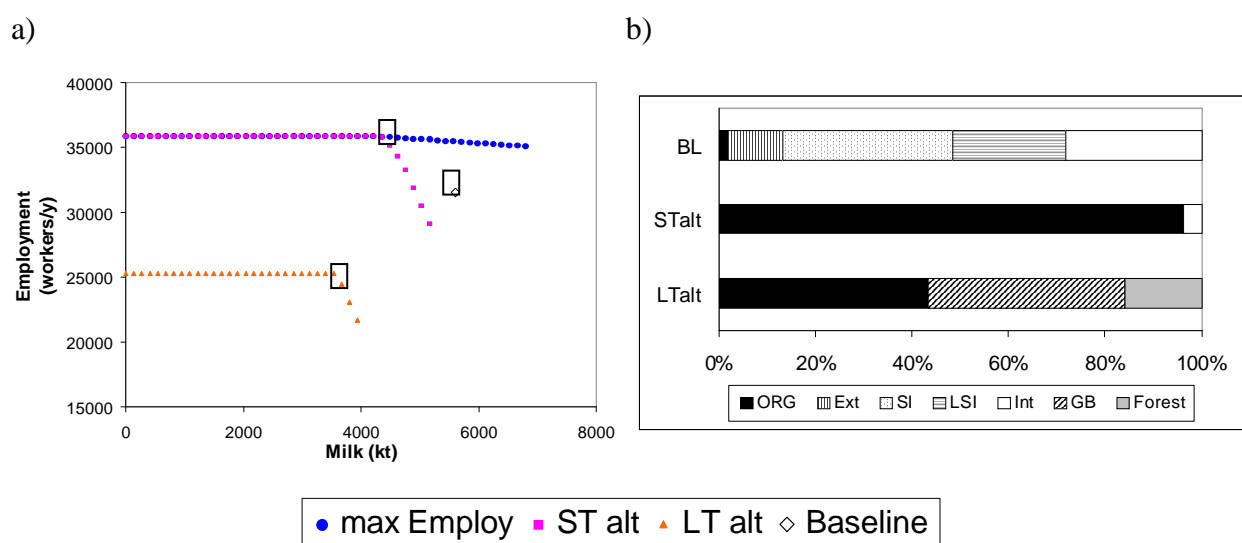 a)
40000
35000
30000
25000
20000
15000
Employment
(workers/y)
0 2000 4000 6000 8000
Milk (kt)
b)
BL
STalt
LTalt
0% 20% 40% 60% 80% 100%
ORG Ext SI LSI Int GB Forest
max Employ ST alt LT alt Baseline